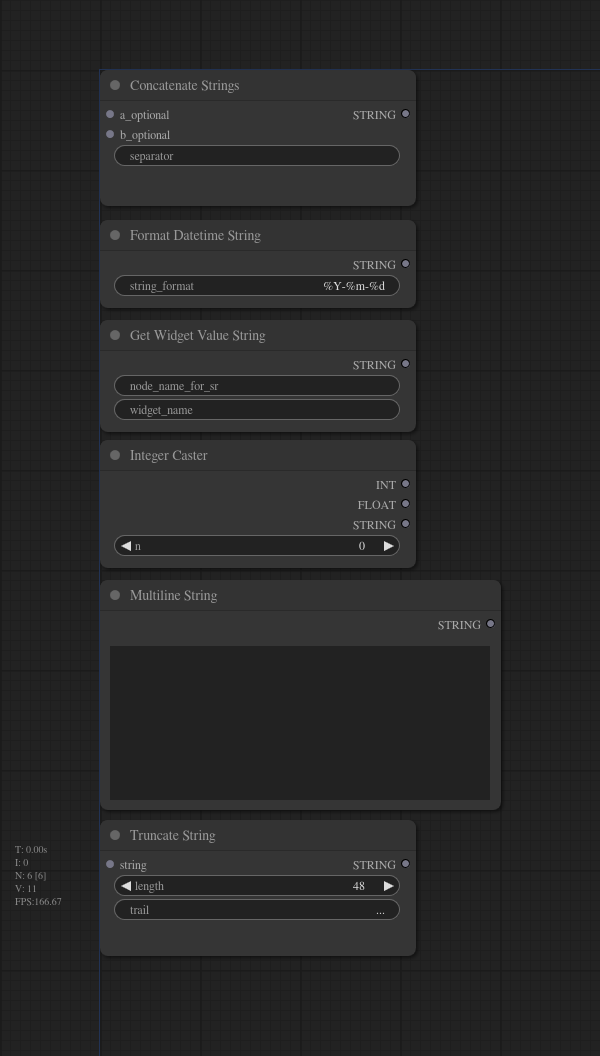 Concatenate Strings
a_optional STRING
b_optional
separator
Format Datetime String
STRING
string_format %Y-%m-%d
Get Widget Value String
STRING
node_name_for_sr
widget_name
Integer Caster
INT
FLOAT
STRING
n 0
Multiline String
STRING
Truncate String
string STRING
length 48
trail ...
T: 0.00s
I: 0
N: 6 [6]
V: 11
FPS:166.67